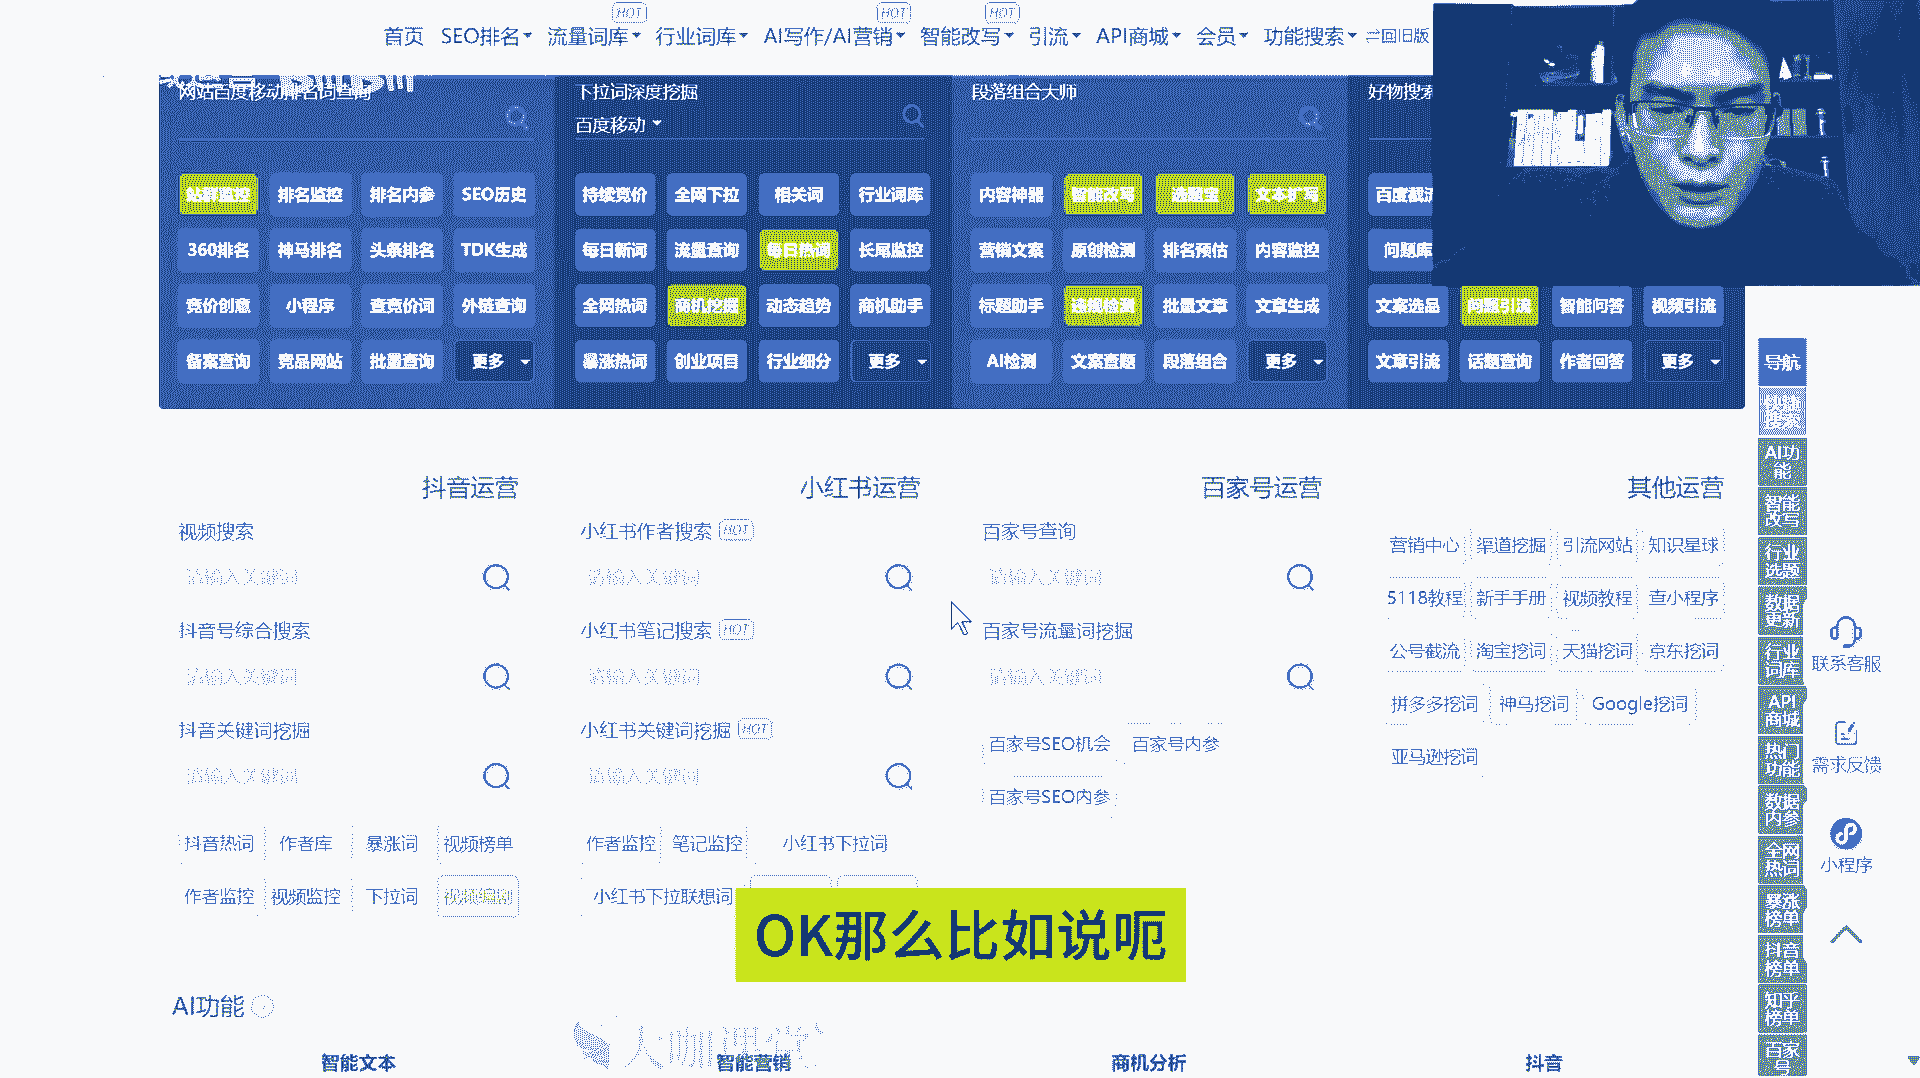 HOT HOT HOT
首页 SEO排名 流量词库 行业词库 AI写作/AI营销 智能改写 引流 API商城 会员 功能搜索 回旧版
网站百度移动排名词查询 下拉词深度挖掘 段落组合大师 好物搜索
百度移动
站群监控 排名监控 排名内参 SEO历史 持续竞价 全网下拉 相关词 行业词库 内容神器 智能改写 选题宝 文本扩写 百度截流
360排名 神马排名 头条排名 TDK生成 每日新词 流量查询 每日热词 长尾监控 营销文案 原创检测 排名预估 内容监控 问题库
竞价创意 小程序 查竞价词 外链查询 全网热词 商机挖掘 动态趋势 商机助手 标题助手 违规检测 批量文章 文章生成 文案选品 问题引流 智能问答 视频引流
备案查询 竞品网站 批量查询 更多 暴涨热词 创业项目 行业细分 更多 AI检测 文案查题 段落组合 更多 文章引流 话题查询 作者回答 更多
抖音运营 小红书运营 百家号运营 其他运营
视频搜索 小红书作者搜索 HOT 百家号查询
请输入关键词 请输入关键词 请输入关键词
抖音号综合搜索 小红书笔记搜索 HOT 百家号流量词挖掘
请输入关键词 请输入关键词 请输入关键词
抖音关键词挖掘 小红书关键词挖掘 HOT
请输入关键词 请输入关键词
百家号SEO机会 百家号内参
百家号SEO内参
营销中心 渠道挖掘 引流网站 知识星球
5118教程 新手手册 视频教程 查小程序
公号截流 淘宝挖词 天猫挖词 京东挖词
拼多多挖词 神马挖词 Google挖词
亚马逊挖词
抖音热词 作者库 暴涨词 视频榜单 作者监控 笔记监控 小红书下拉词
作者监控 视频监控 下拉词 视频编剧 小红书下拉联想词
OK那么比如说呃
AI功能
大咖课堂
智能文本 智能营销 商机分析 抖音
导航
快捷搜索
AI功能
智能改写
行业选题
数据更新
行业词库
API商城
热门功能
数据内参
全网热词
暴涨榜单
抖音榜单
知乎榜单
百家号
联系客服
需求反馈
小程序